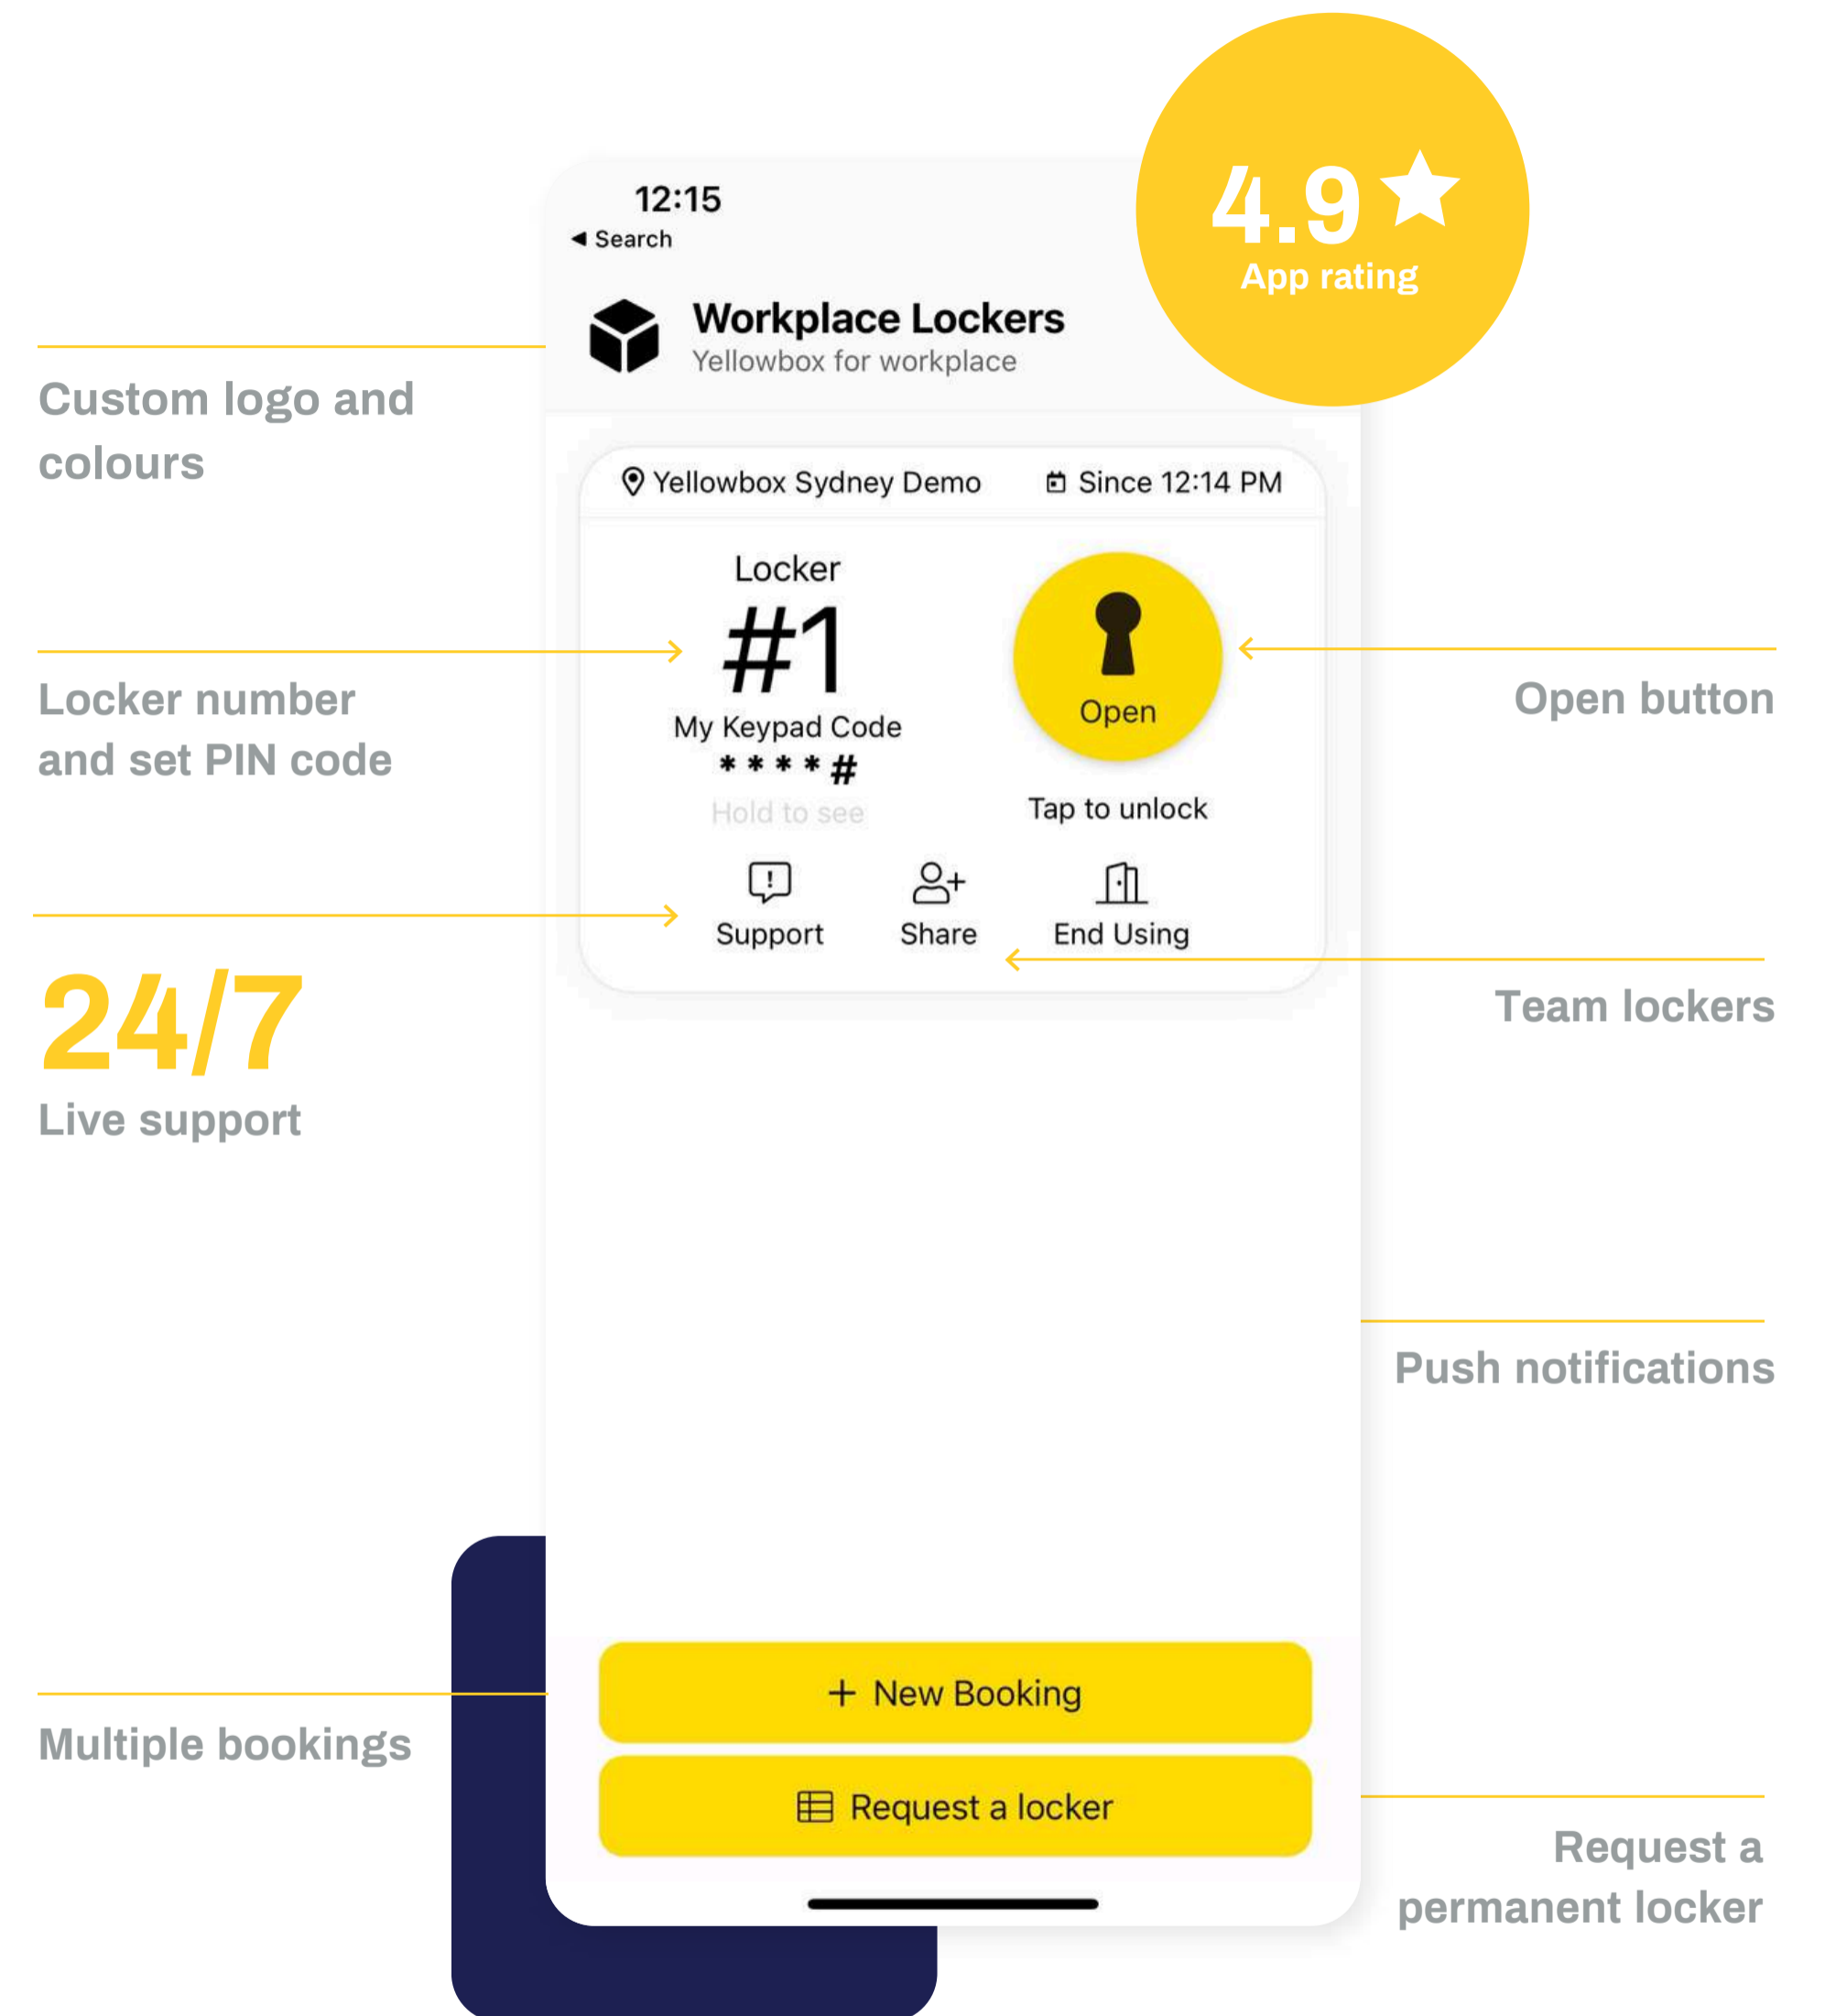 4.9
App rating
12:15
◀ Search
Workplace Lockers
Yellowbox for workplace
Custom logo and
colours
Yellowbox Sydney Demo
Since 12:14 PM
Locker
#1
My Keypad Code
* * * * #
Hold to see
Open
Tap to unlock
Locker number
and set PIN code
Open button
Support
Share
End Using
24/7
Live support
Team lockers
Push notifications
+ New Booking
Multiple bookings
Request a locker
Request a
permanent locker